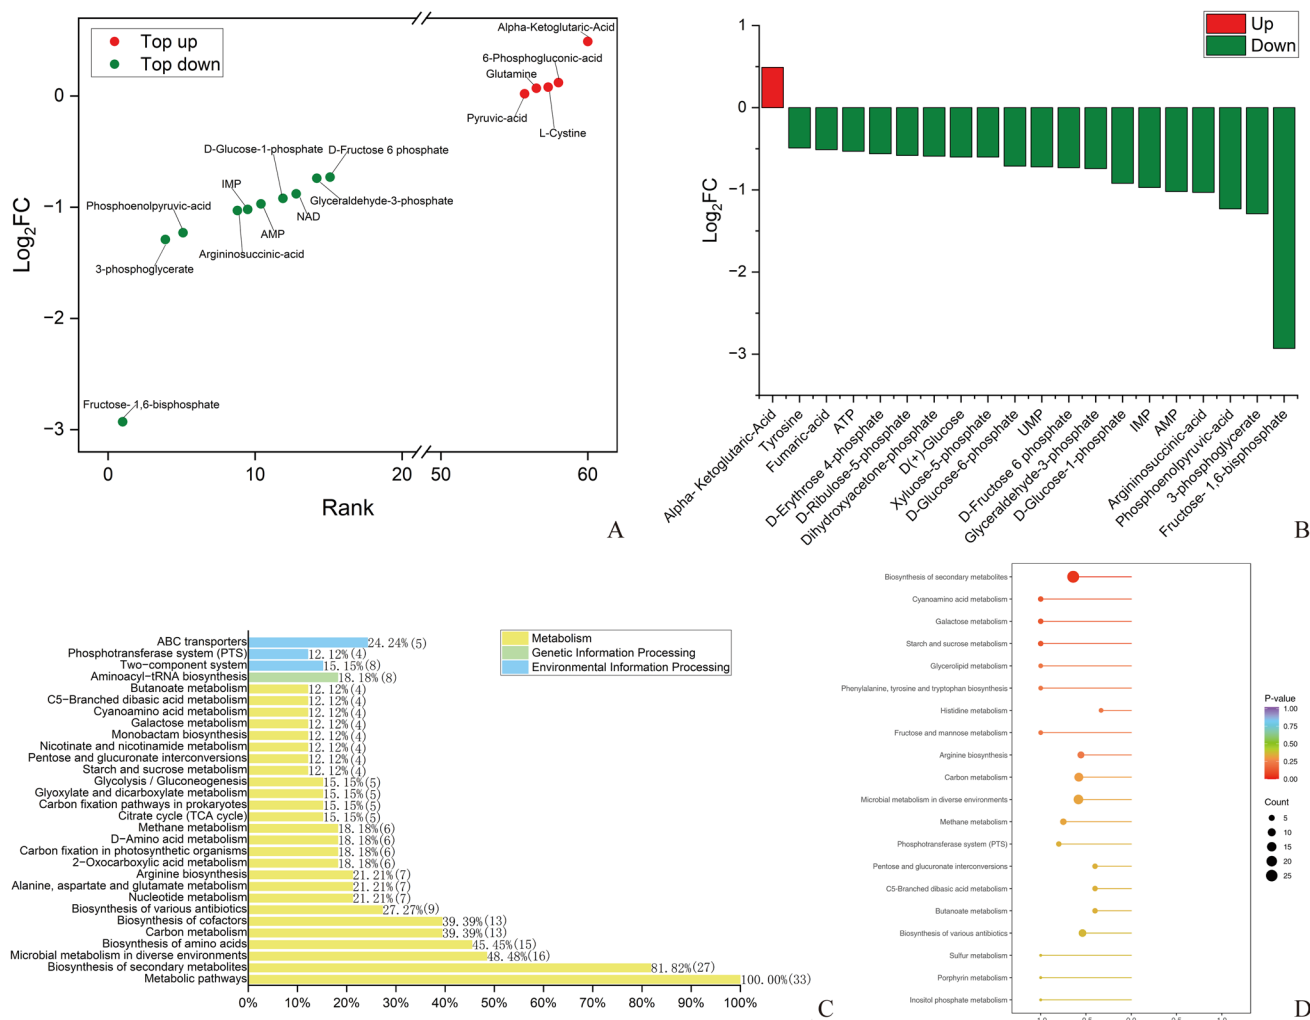 Top up
Top down
Alpha-Ketoglutaric-Acid
6-Phosphogluconic-acid
Glutamine
Pyruvic-acid
L-Cystine
D-Glucose-1-phosphate
D-Fructose 6 phosphate
IMP
Glyceraldehyde-3-phosphate
Phosphoenolpyruvic-acid
NAD
AMP
Argininosuccinic-acid
3-phosphoglycerate
Fructose- 1,6-bisphosphate
0
−1
−2
−3
Log2FC
0
10
20
50
60
Rank
A
Up
Down
1
0
−1
−2
−3
Log2FC
Alpha- Ketoglutaric-Acid
Tyrosine
Fumaric-acid
ATP
D-Erythrose 4-phosphate
D-Ribulose-5-phosphate
Dihydroxyacetone-phosphate
D(+)-Glucose
Xyluose-5-phosphate
D-Glucose-6-phosphate
UMP
D-Fructose 6 phosphate
Glyceraldehyde-3-phosphate
D-Glucose-1-phosphate
IMP
AMP
Argininosuccinic-acid
Phosphoenolpyruvic-acid
3-phosphoglycerate
Fructose- 1,6-bisphosphate
B
Metabolism
Genetic Information Processing
Environmental Information Processing
ABC transporters 24.24%(5)
Phosphotransferase system (PTS) 12.12%(4)
Two−component system 15.15%(8)
Aminoacyl−tRNA biosynthesis 18.18%(8)
Butanoate metabolism 12.12%(4)
C5−Branched dibasic acid metabolism 12.12%(4)
Cyanoamino acid metabolism 12.12%(4)
Galactose metabolism 12.12%(4)
Monobactam biosynthesis 12.12%(4)
Nicotinate and nicotinamide metabolism 12.12%(4)
Pentose and glucuronate interconversions 12.12%(4)
Starch and sucrose metabolism 12.12%(4)
Glycolysis / Gluconeogenesis 15.15%(5)
Glyoxylate and dicarboxylate metabolism 15.15%(5)
Carbon fixation pathways in prokaryotes 15.15%(5)
Citrate cycle (TCA cycle) 15.15%(5)
Methane metabolism 18.18%(6)
D−Amino acid metabolism 18.18%(6)
Carbon fixation in photosynthetic organisms 18.18%(6)
2−Oxocarboxylic acid metabolism 18.18%(6)
Arginine biosynthesis 21.21%(7)
Alanine, aspartate and glutamate metabolism 21.21%(7)
Nucleotide metabolism 21.21%(7)
Biosynthesis of various antibiotics 27.27%(9)
Biosynthesis of cofactors 39.39%(13)
Carbon metabolism 39.39%(13)
Biosynthesis of amino acids 45.45%(15)
Microbial metabolism in diverse environments 48.48%(16)
Biosynthesis of secondary metabolites 81.82%(27)
Metabolic pathways 100.00%(33)
0% 10% 20% 30% 40% 50% 60% 70% 80% 90% 100%
C
Biosynthesis of secondary metabolites
Cyanoamino acid metabolism
Galactose metabolism
Starch and sucrose metabolism
Glycerolipid metabolism
Phenylalanine, tyrosine and tryptophan biosynthesis
Histidine metabolism
Fructose and mannose metabolism
Arginine biosynthesis
Carbon metabolism
Microbial metabolism in diverse environments
Methane metabolism
Phosphotransferase system (PTS)
Pentose and glucuronate interconversions
C5-Branched dibasic acid metabolism
Butanoate metabolism
Biosynthesis of various antibiotics
Sulfur metabolism
Porphyrin metabolism
Inositol phosphate metabolism
P-value
1.00
0.75
0.50
0.25
0.00
Count
5
10
15
20
25
D